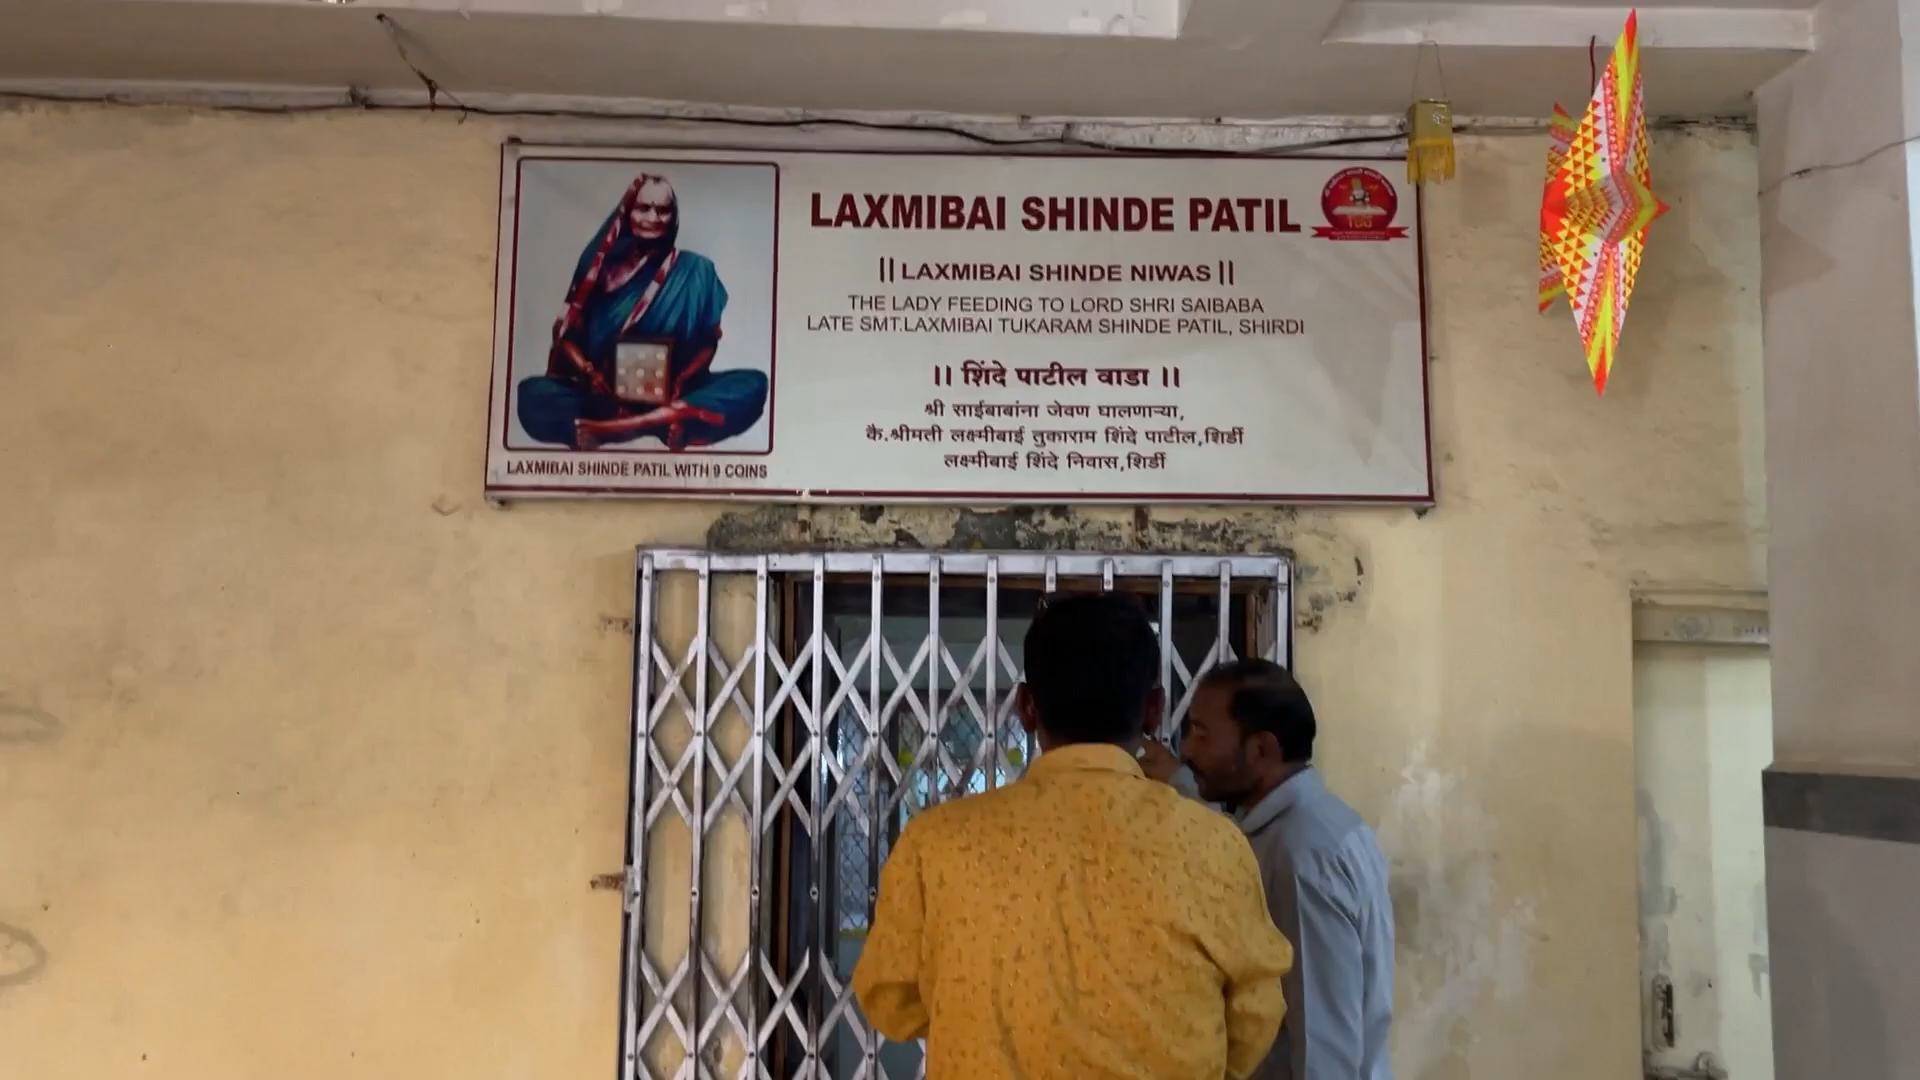 LAXMIBAI SHINDE PATIL
100
|| LAXMIBAI SHINDE NIWAS ||
THE LADY FEEDING TO LORD SHRI SAIBABA
LATE SMT.LAXMIBAI TUKARAM SHINDE PATIL, SHIRDI
|| शिंदे पाटील वाडा ||
श्री साईबाबांना जेवण घालणाऱ्या,
कै.श्रीमती लक्ष्मीबाई तुकाराम शिंदे पाटील,शिर्डी
लक्ष्मीबाई शिंदे निवास,शिर्डी
LAXMIBAI SHINDE PATIL WITH 9 COINS